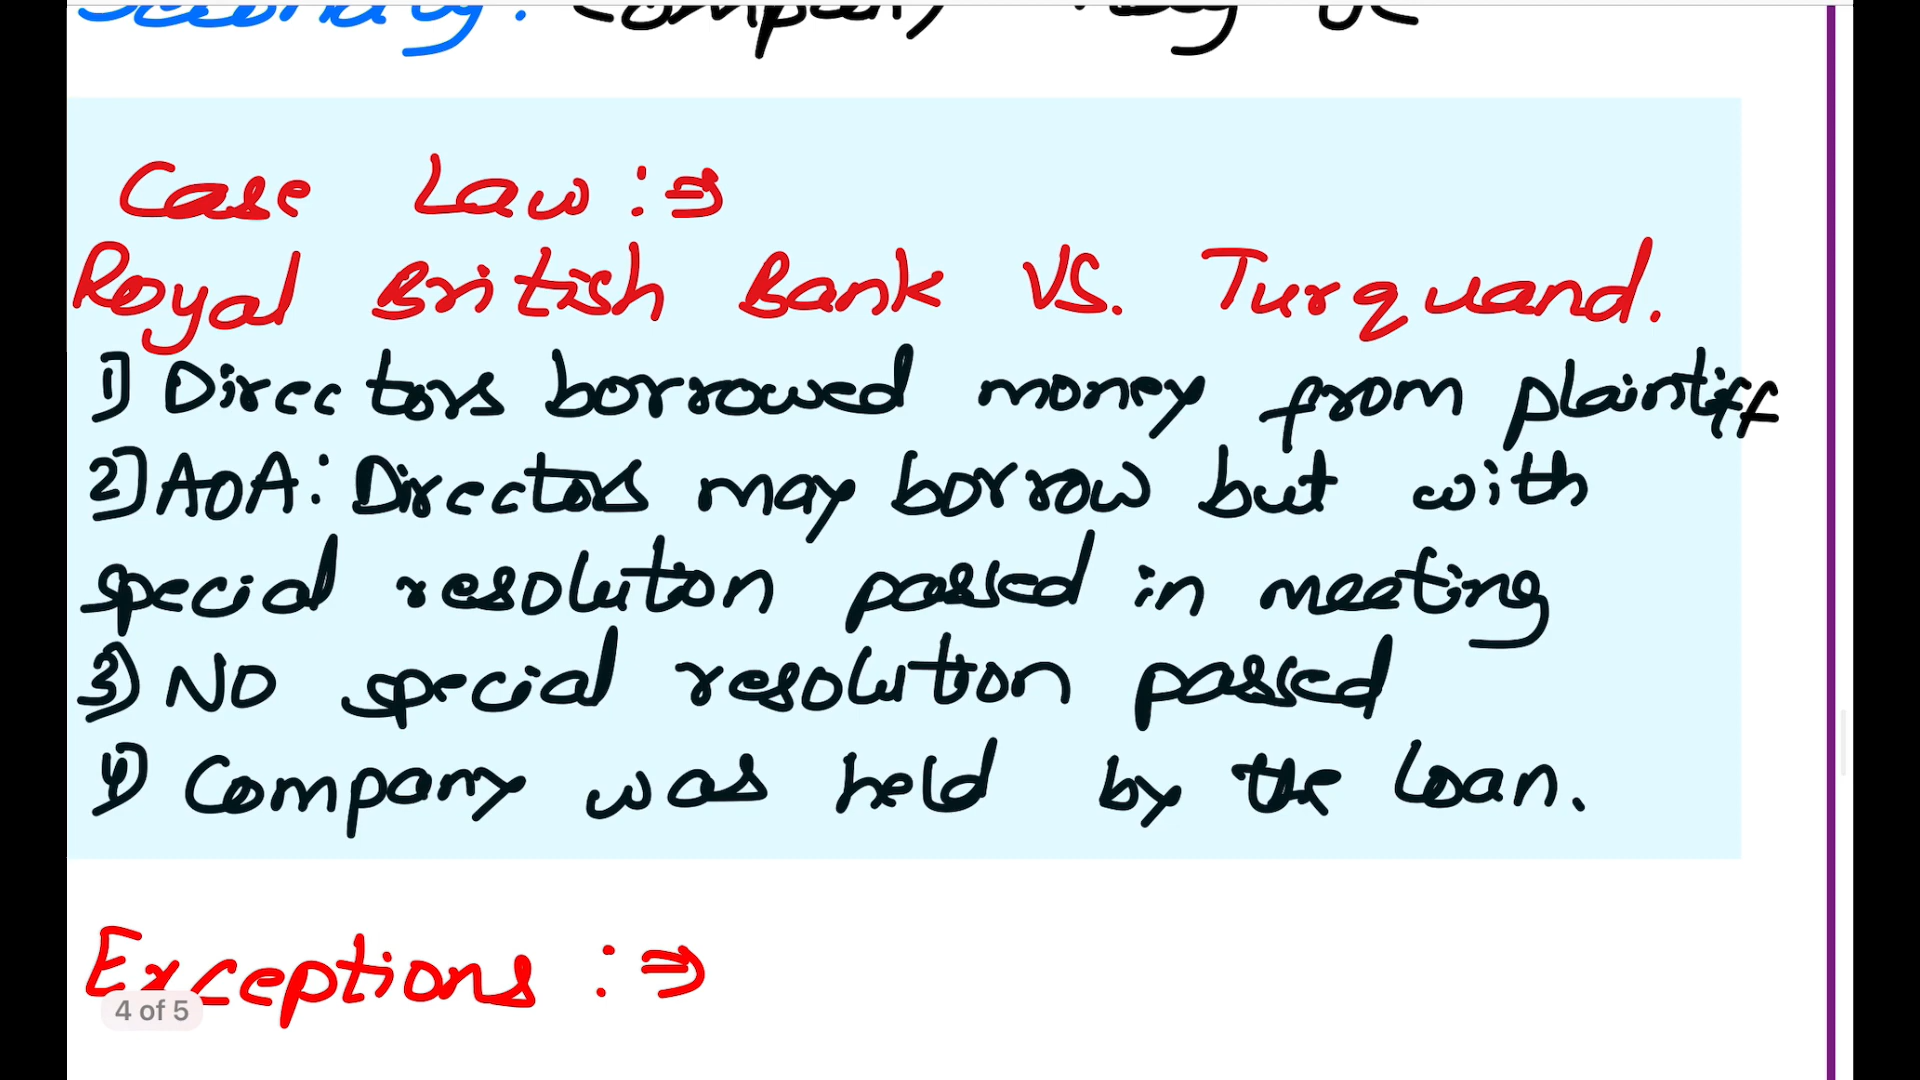 Company
Case Law :⇒
Royal British Bank VS. Turquand.
1) Directors borrowed money from plaintiff
2) AOA: Directors may borrow but with
special resolution passed in meeting
3) NO special resolution passed
4) Company was held by the loan.
Exceptions :⇒
4 of 5